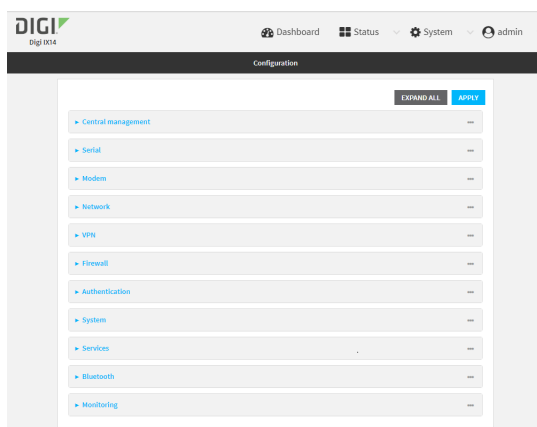 DIGI.
Digi IX14
Dashboard Status System admin
Configuration
EXPAND ALL APPLY
Central management
Serial
Modem
Network
VPN
Firewall
Authentication
System
Services
Bluetooth
Monitoring